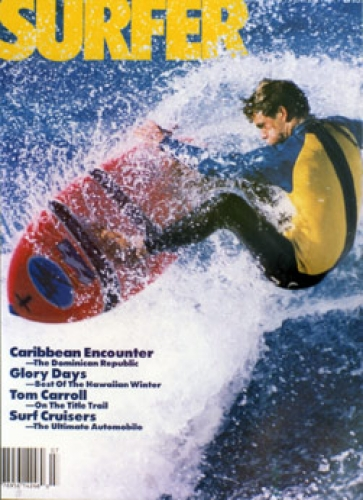 SURFER
Caribbean Encounter
—The Dominican Republic
Glory Days
—Best Of The Hawaiian Winter
Tom Carroll
—On The Title Trail
Surf Cruisers
—The Ultimate Automobile
07